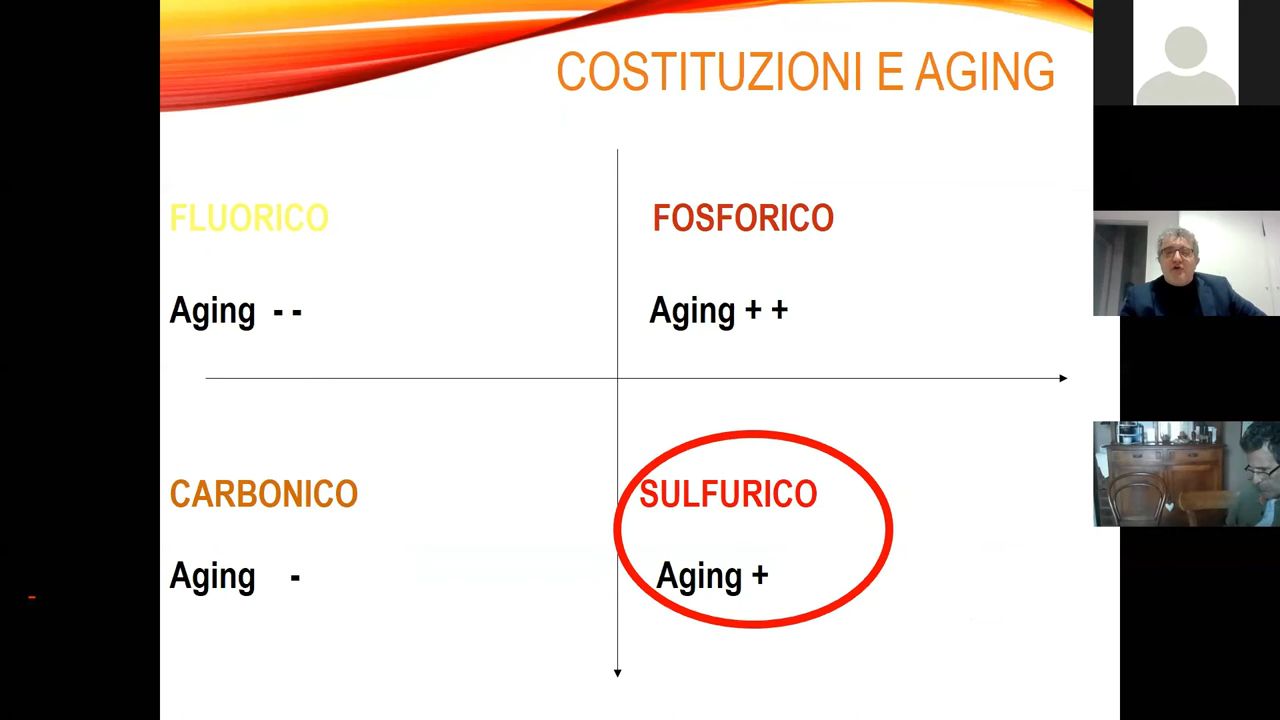 COSTITUZIONI E AGING
FLUORICO
FOSFORICO
Aging - -
Aging + +
CARBONICO
SULFURICO
Aging -
Aging +